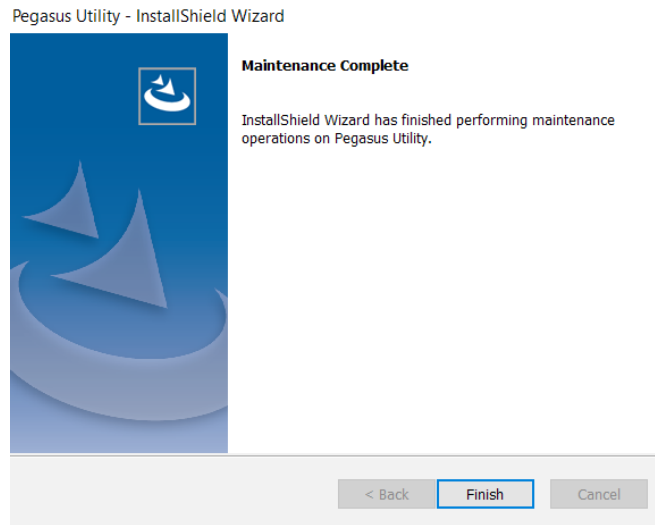 Pegasus Utility - InstallShield Wizard
Maintenance Complete
InstallShield Wizard has finished performing maintenance
operations on Pegasus Utility.
< Back
Finish
Cancel